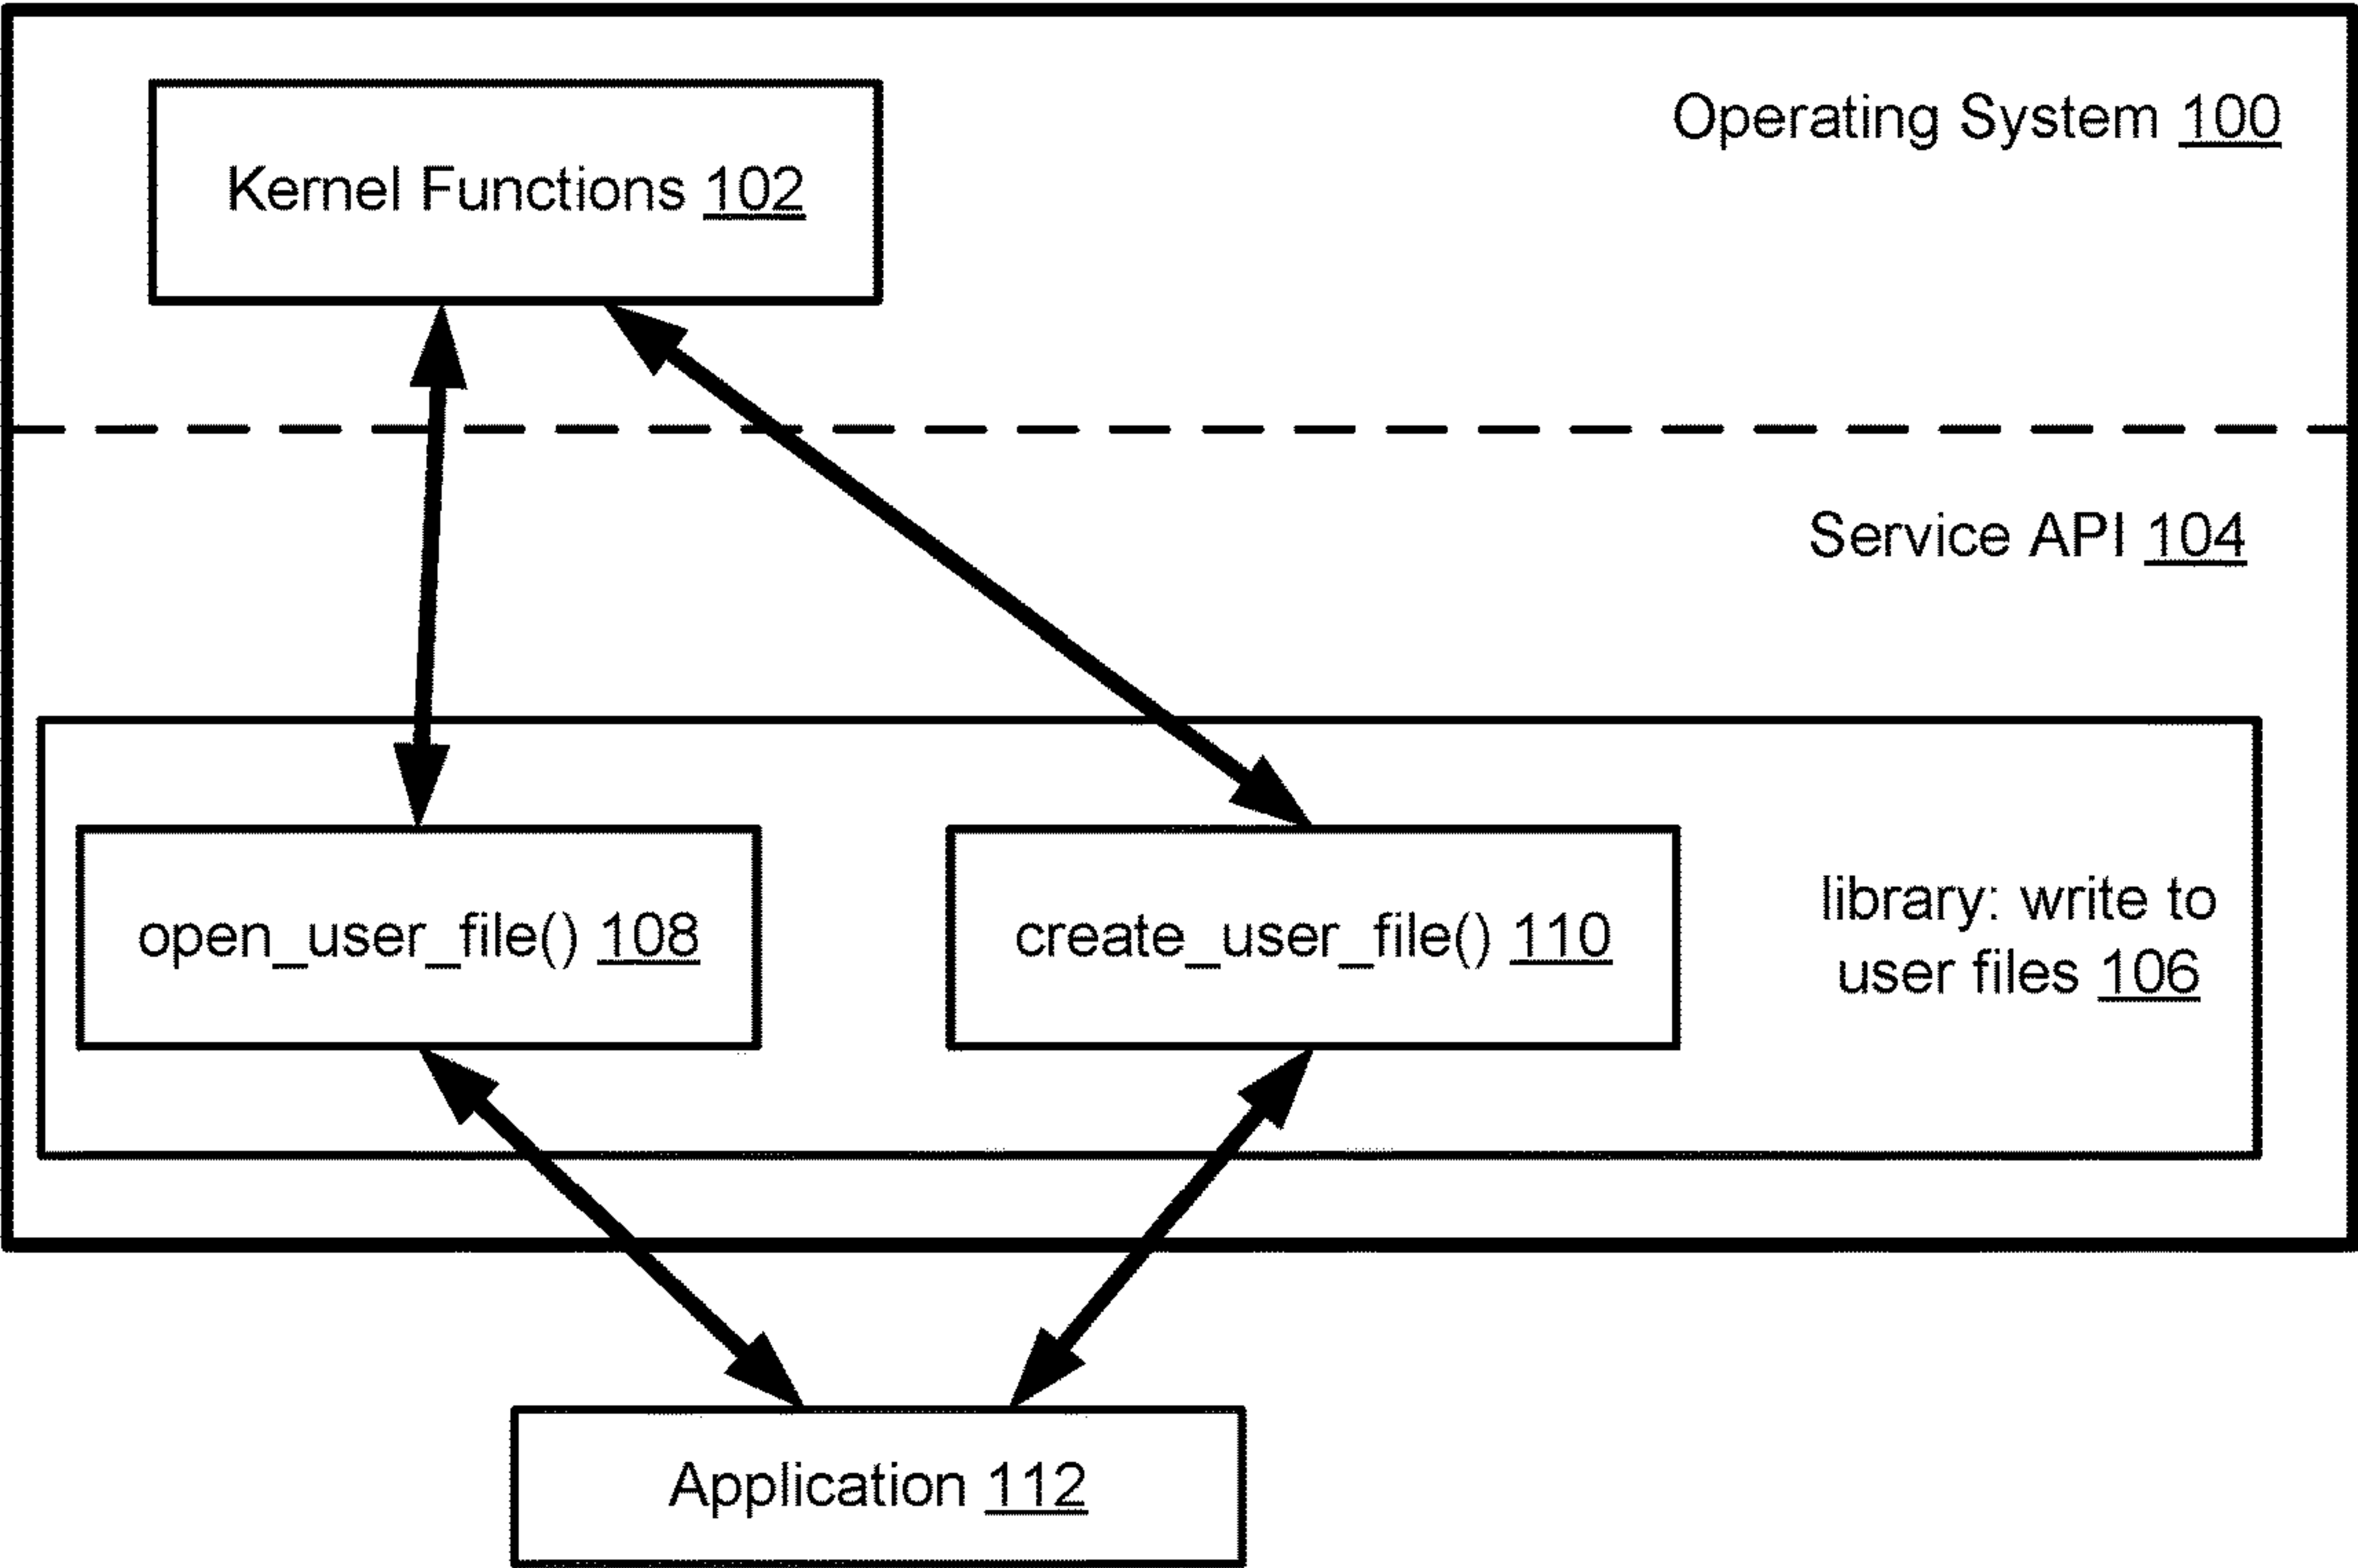 Operating System 100
Kernel Functions 102
Service API 104
open_user_file() 108
create_user_file() 110
library: write to
user files 106
Application 112